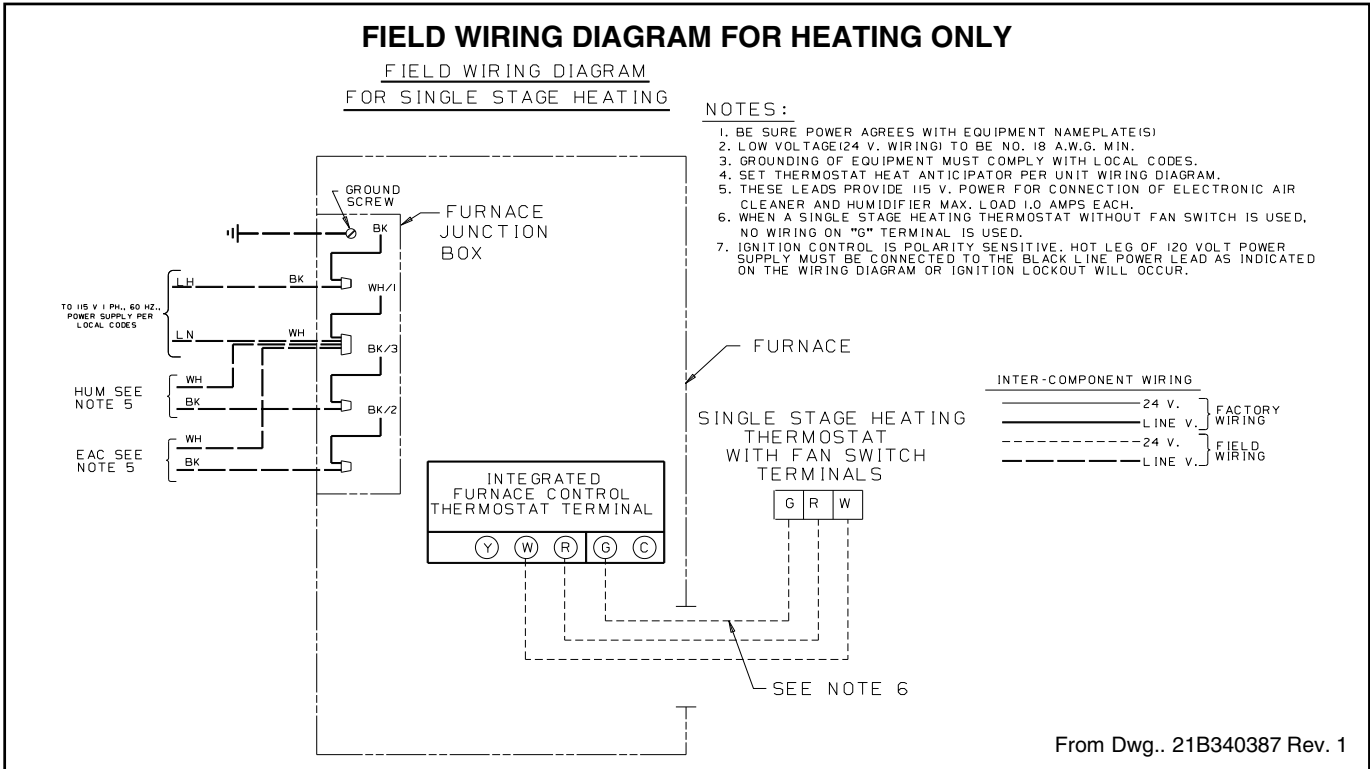 FIELD WIRING DIAGRAM FOR HEATING ONLY
FIELD WIRING DIAGRAM
FOR SINGLE STAGE HEATING
NOTES:
1. BE SURE POWER AGREES WITH EQUIPMENT NAMEPLATE(S)
2. LOW VOLTAGE(24 V. WIRING) TO BE NO. 18 A.W.G. MIN.
3. GROUNDING OF EQUIPMENT MUST COMPLY WITH LOCAL CODES.
4. SET THERMOSTAT HEAT ANTICIPATOR PER UNIT WIRING DIAGRAM.
5. THESE LEADS PROVIDE 115 V. POWER FOR CONNECTION OF ELECTRONIC AIR
CLEANER AND HUMIDIFIER MAX. LOAD 1.0 AMPS EACH.
6. WHEN A SINGLE STAGE HEATING THERMOSTAT WITHOUT FAN SWITCH IS USED,
NO WIRING ON "G" TERMINAL IS USED.
7. IGNITION CONTROL IS POLARITY SENSITIVE. HOT LEG OF 120 VOLT POWER
SUPPLY MUST BE CONNECTED TO THE BLACK LINE POWER LEAD AS INDICATED
ON THE WIRING DIAGRAM OR IGNITION LOCKOUT WILL OCCUR.
GROUND
SCREW
BK
FURNACE
JUNCTION
BOX
LH
BK
WH/1
TO 115 V 1 PH., 60 HZ.,
POWER SUPPLY PER
LOCAL CODES
LN
WH
BK/3
HUM SEE
NOTE 5
WH
BK
BK/2
EAC SEE
NOTE 5
WH
BK
FURNACE
INTEGRATED
FURNACE CONTROL
THERMOSTAT TERMINAL
Y W R G C
SINGLE STAGE HEATING
THERMOSTAT
WITH FAN SWITCH
TERMINALS
G R W
SEE NOTE 6
INTER-COMPONENT WIRING
24 V.
LINE V.
FACTORY
WIRING
24 V.
LINE V.
FIELD
WIRING
From Dwg.. 21B340387 Rev. 1